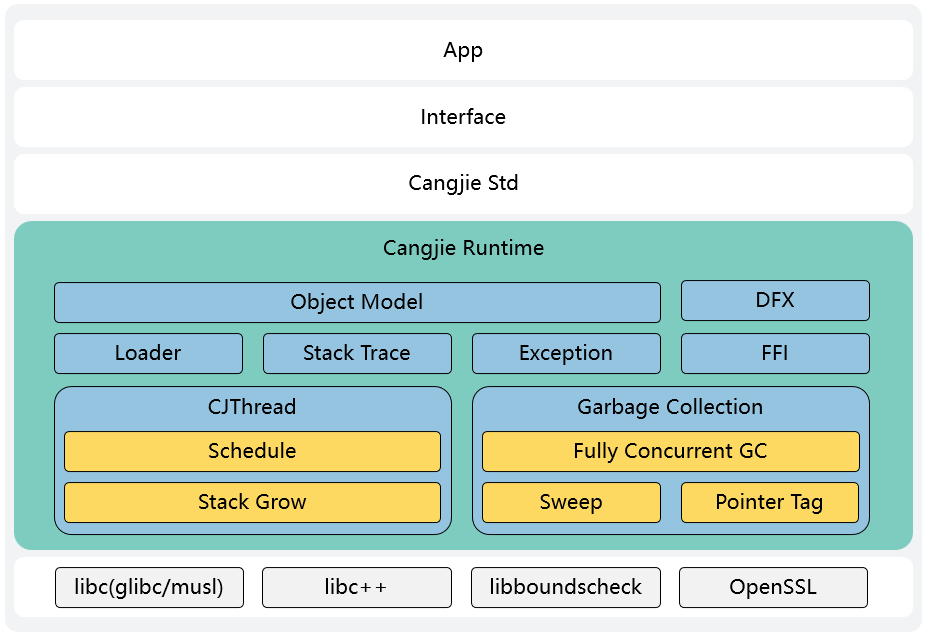 App
Interface
Cangjie Std
Cangjie Runtime
Object Model
DFX
Loader
Stack Trace
Exception
FFI
CJThread
Schedule
Stack Grow
Garbage Collection
Fully Concurrent GC
Sweep
Pointer Tag
libc(glibc/musl)
libc++
libboundscheck
OpenSSL